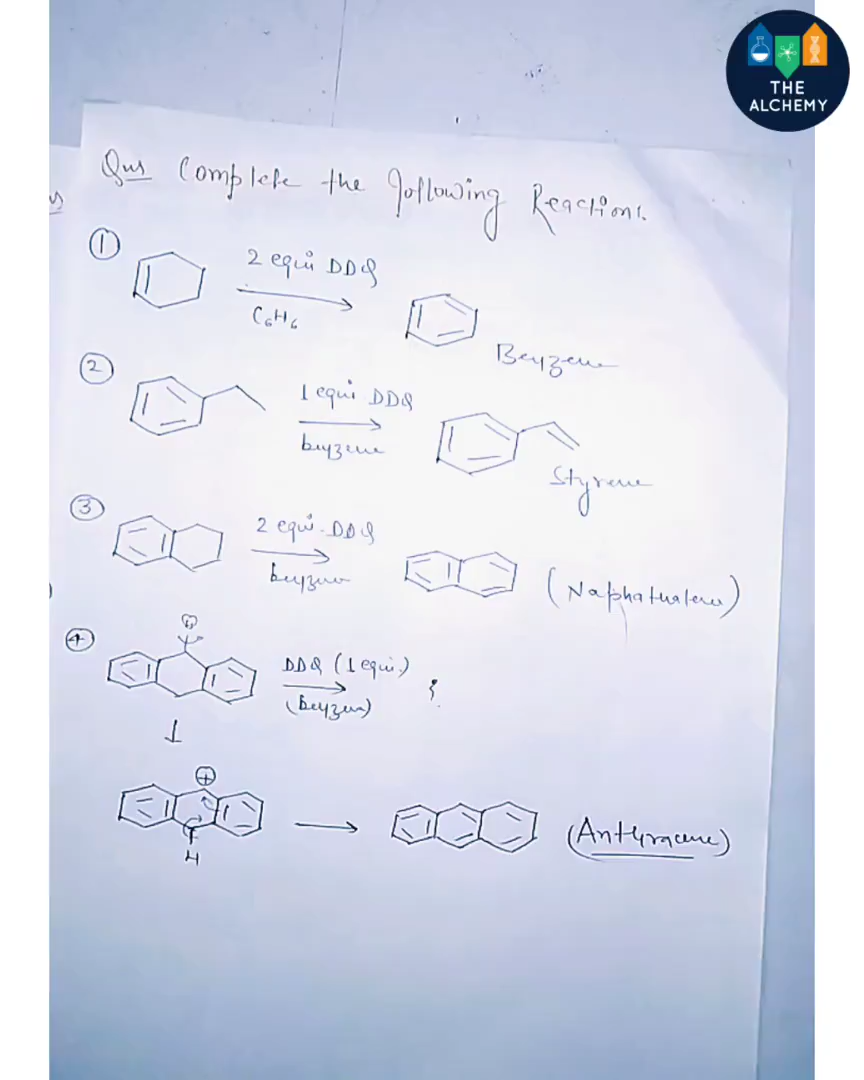 THE
ALCHEMY
Qus Complete the following Reactions.
① 2 equi DDQ
C6H6
Benzene
② 1 equi DDQ
benzene
Styrene
③ 2 equi-DDQ
benzene
(Naphathalene)
④ DDQ (1 equi.)
(benzene)
⊕
H
(Anthracene)